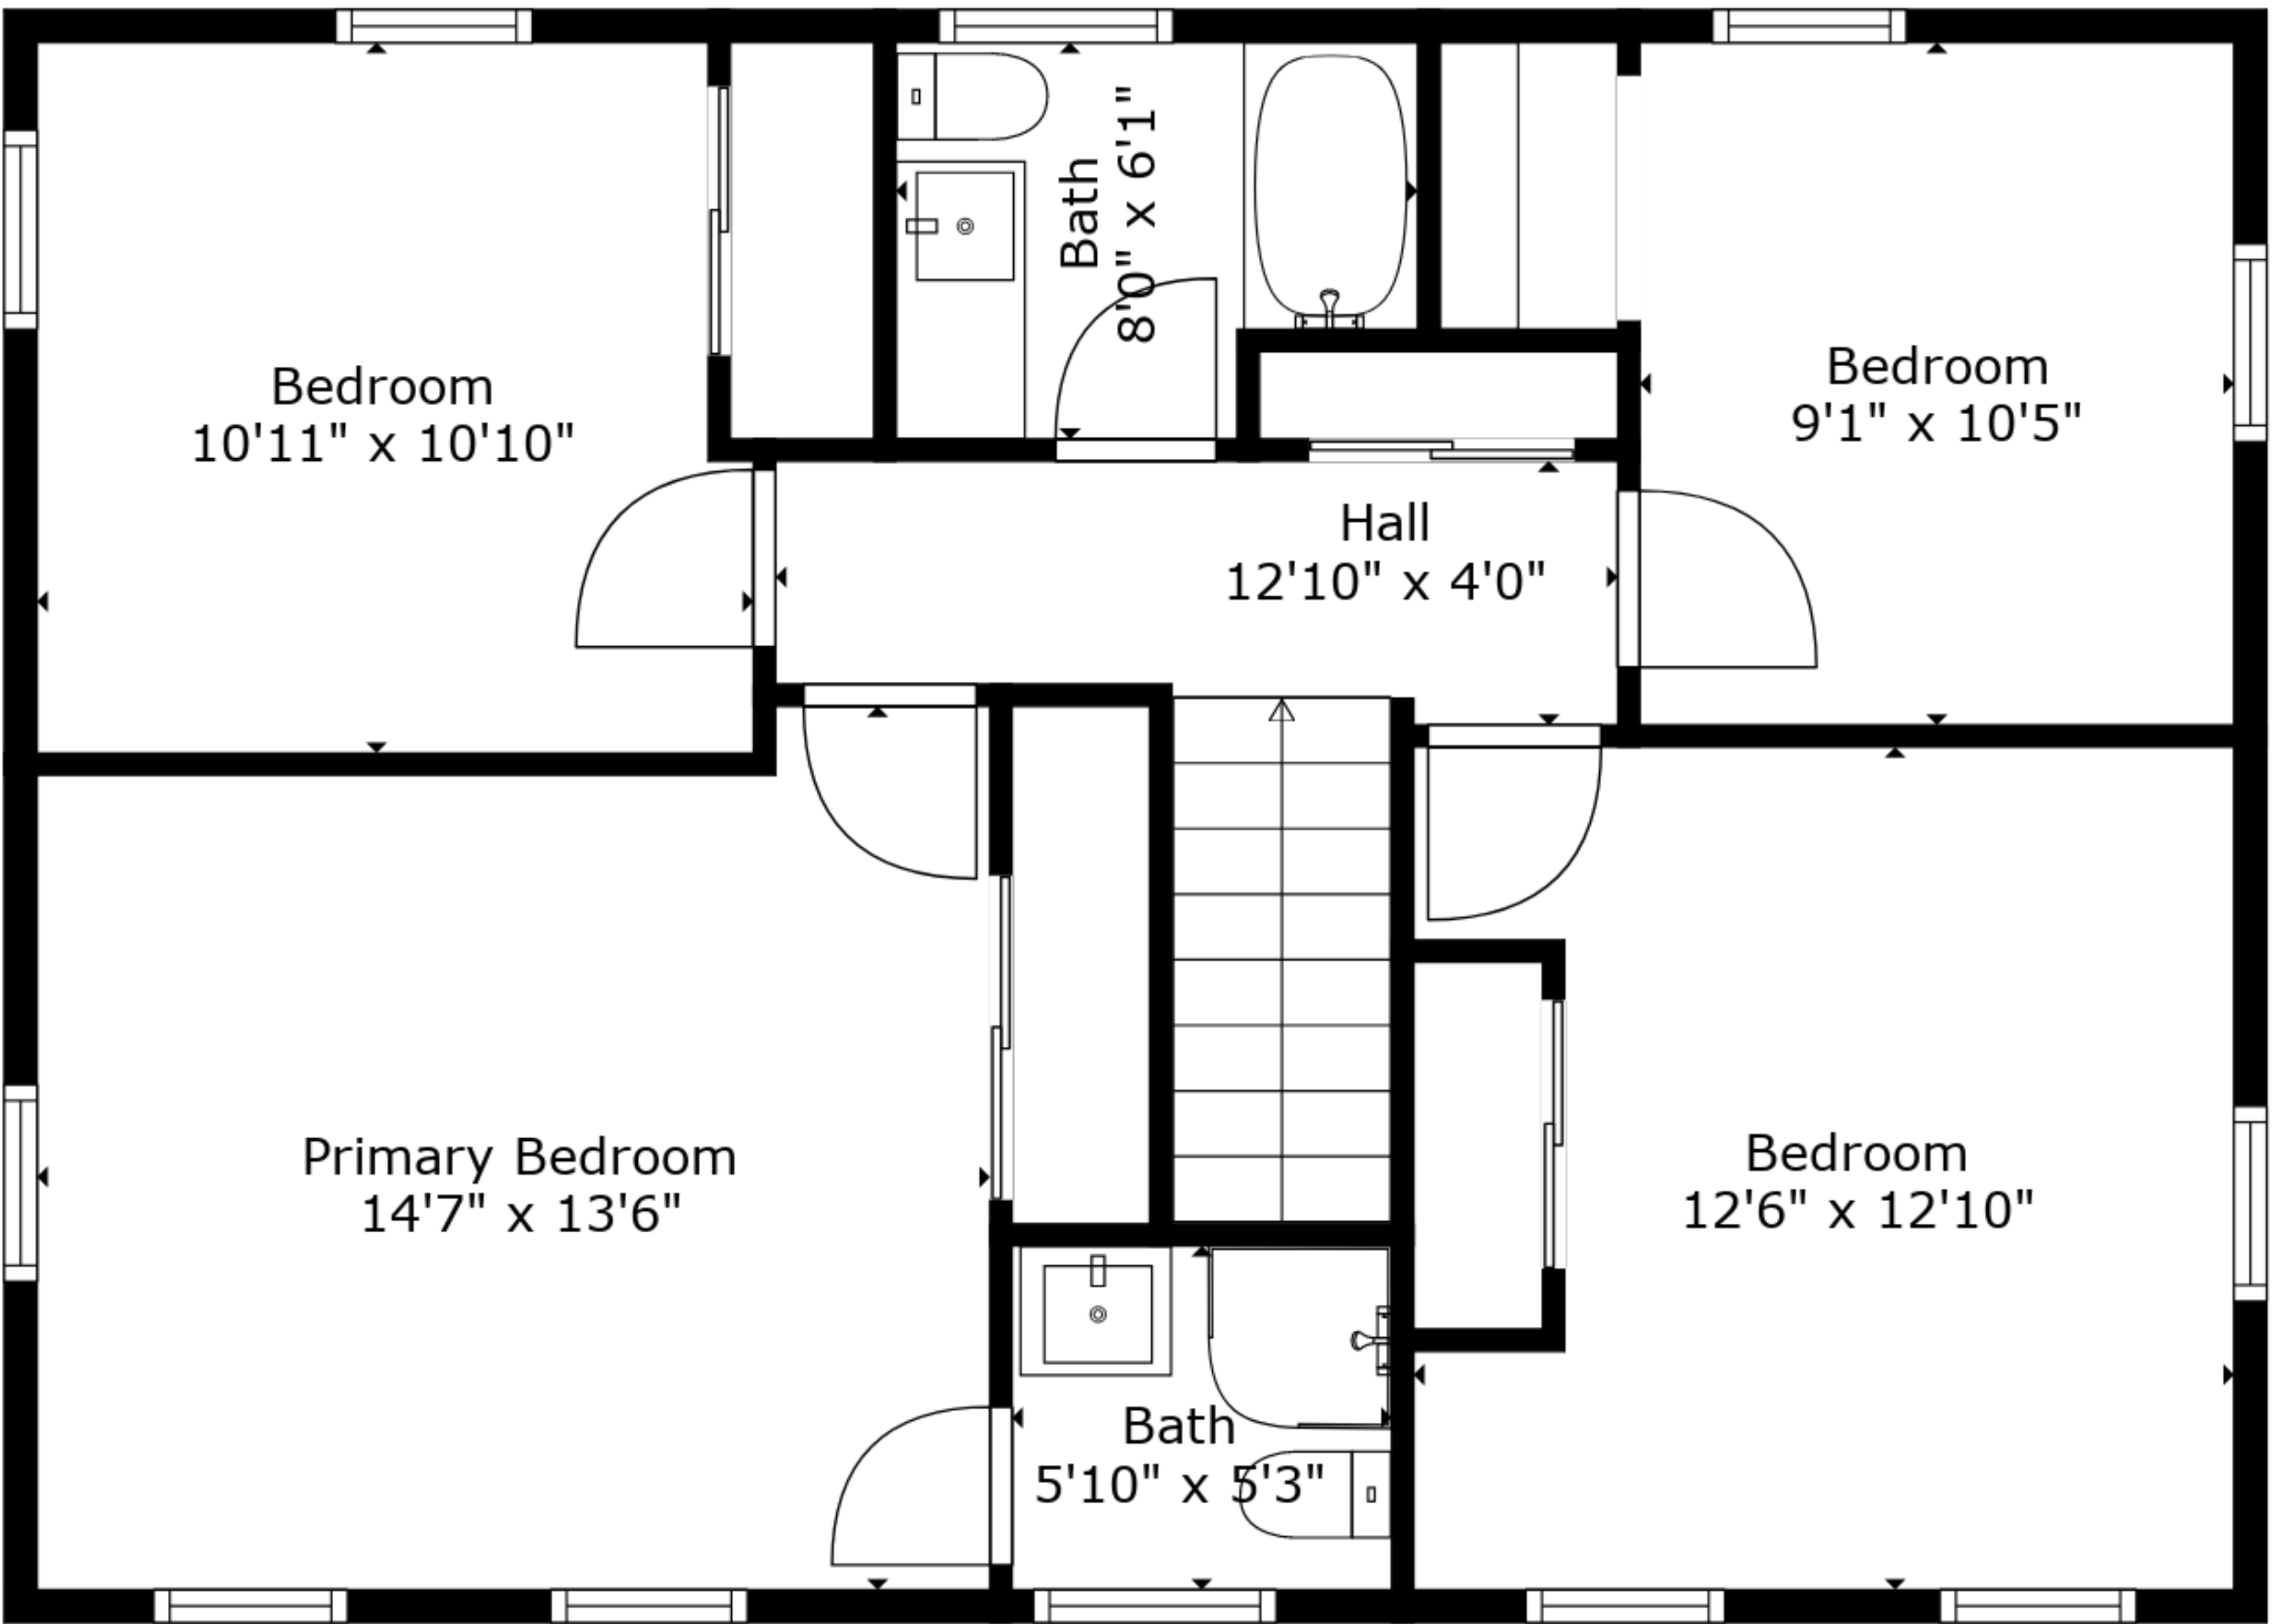 Bath
8'0" x 6'1"
Bedroom
10'11" x 10'10"
Bedroom
9'1" x 10'5"
Hall
12'10" x 4'0"
Primary Bedroom
14'7" x 13'6"
Bedroom
12'6" x 12'10"
Bath
5'10" x 5'3"